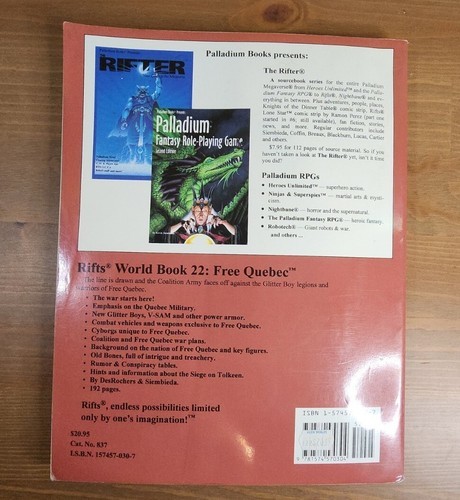 Palladium Books presents:
RIFTER
The Rifter®
A sourcebook series for the entire Palladium
Megaverse® from Heroes Unlimited™ and the Palla-
dium Fantasy RPG® to Rifts®, Nightbane® and ev-
erything in between. Plus adventures, people, places,
Knights of the Dinner Table® comic strip, Rifts®
Lone Star™ comic strip by Ramon Perez (part one
started in #6, still available), fan fiction, stories,
news, and more. Regular contributors include
Siembieda, Coffin, Breaux, Blackburn, Lucas, Cartier
and others.
$7.95 for 112 pages of source material. So if you
haven't taken a look at The Rifter® yet, isn't it time
you did?
Palladium
Fantasy Role-Playing Game
Second Edition
Palladium RPGs
• Heroes Unlimited™ — superhero action.
• Ninjas & Superspies™ — martial arts & mysti-
cism.
• Nightbane® — horror and the supernatural.
• The Palladium Fantasy RPG® — heroic fantasy.
• Robotech® — Giant robots & war.
and others ...
Rifts® World Book 22: Free Quebec™
The line is drawn and the Coalition Army faces off against the Glitter Boy legions and
warriors of Free Quebec.
• The war starts here!
• Emphasis on the Quebec Military.
• New Glitter Boys, V-SAM and other power armor.
• Combat vehicles and weapons exclusive to Free Quebec.
• Cyborgs unique to Free Quebec.
• Coalition and Free Quebec war plans.
• Background on the nation of Free Quebec and key figures.
• Old Bones, full of intrigue and treachery.
• Rumor & Conspiracy tables.
• Hints and information about the Siege on Tolkeen.
• By DesRochers & Siembieda.
• 192 pages.
Rifts®, endless possibilities limited
only by one's imagination!™
$20.95
Cat. No. 837
I.S.B.N. 157457-030-7
ISBN 1-5745
9 781574 570304